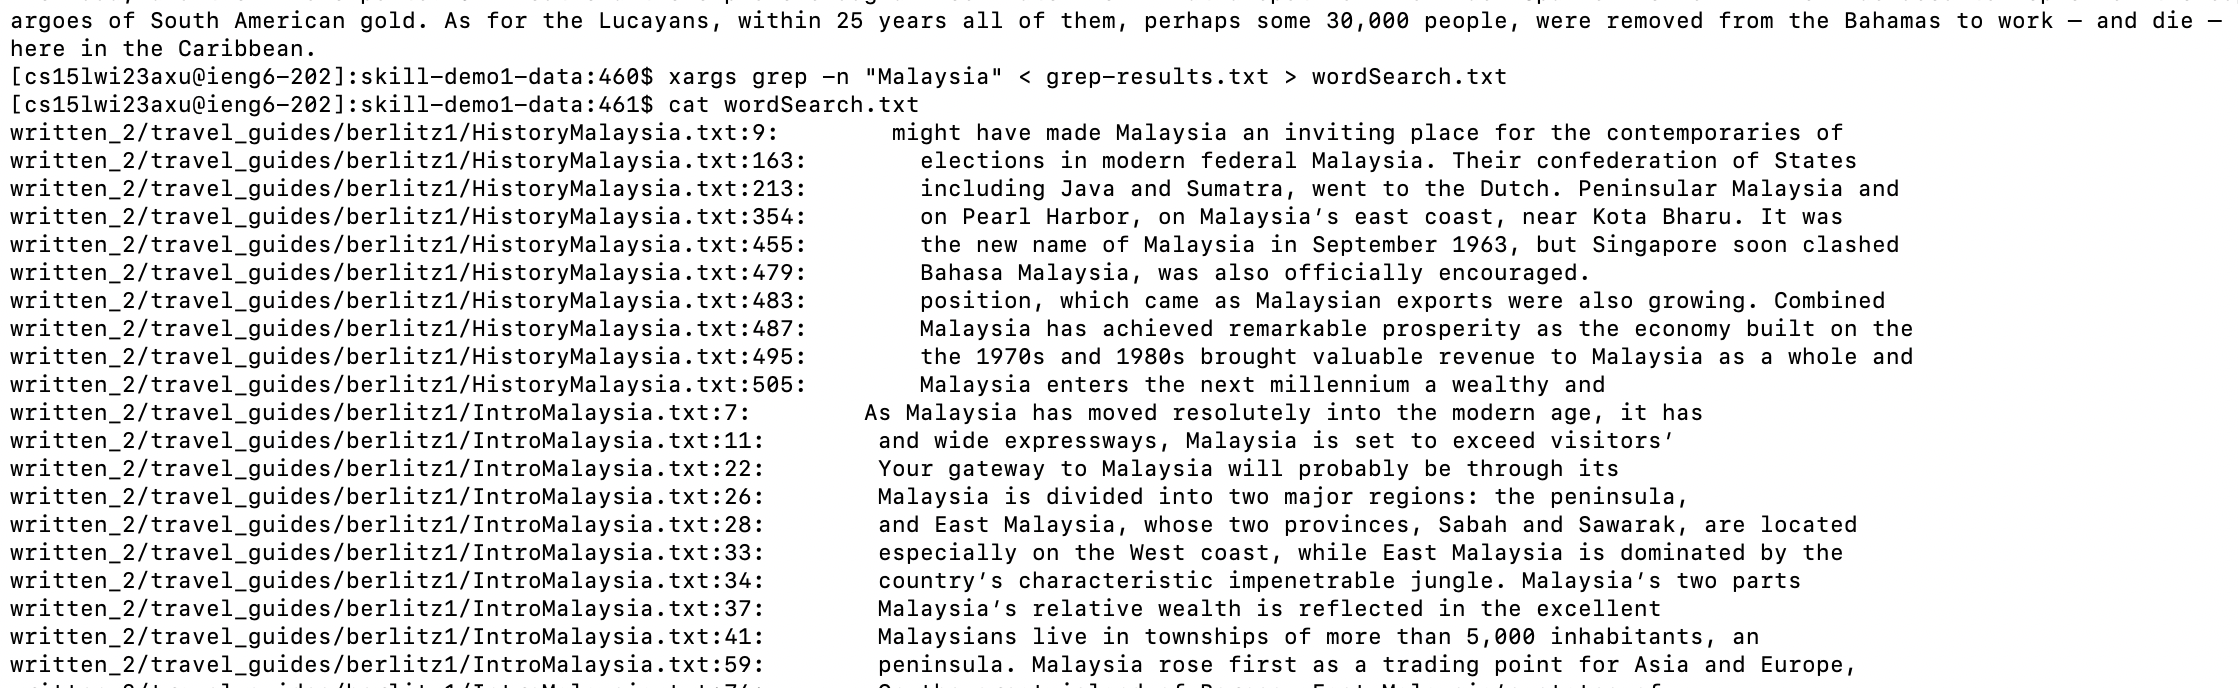 argoes of South American gold. As for the Lucayans, within 25 years all of them, perhaps some 30,000 people, were removed from the Bahamas to work — and die —
here in the Caribbean.
[cs15lwi23axu@ieng6-202]:skill-demo1-data:460$ xargs grep -n "Malaysia" < grep-results.txt > wordSearch.txt
[cs15lwi23axu@ieng6-202]:skill-demo1-data:461$ cat wordSearch.txt
written_2/travel_guides/berlitz1/HistoryMalaysia.txt:9:        might have made Malaysia an inviting place for the contemporaries of
written_2/travel_guides/berlitz1/HistoryMalaysia.txt:163:        elections in modern federal Malaysia. Their confederation of States
written_2/travel_guides/berlitz1/HistoryMalaysia.txt:213:        including Java and Sumatra, went to the Dutch. Peninsular Malaysia and
written_2/travel_guides/berlitz1/HistoryMalaysia.txt:354:        on Pearl Harbor, on Malaysia’s east coast, near Kota Bharu. It was
written_2/travel_guides/berlitz1/HistoryMalaysia.txt:455:        the new name of Malaysia in September 1963, but Singapore soon clashed
written_2/travel_guides/berlitz1/HistoryMalaysia.txt:479:        Bahasa Malaysia, was also officially encouraged.
written_2/travel_guides/berlitz1/HistoryMalaysia.txt:483:        position, which came as Malaysian exports were also growing. Combined
written_2/travel_guides/berlitz1/HistoryMalaysia.txt:487:        Malaysia has achieved remarkable prosperity as the economy built on the
written_2/travel_guides/berlitz1/HistoryMalaysia.txt:495:        the 1970s and 1980s brought valuable revenue to Malaysia as a whole and
written_2/travel_guides/berlitz1/HistoryMalaysia.txt:505:        Malaysia enters the next millennium a wealthy and
written_2/travel_guides/berlitz1/IntroMalaysia.txt:7:        As Malaysia has moved resolutely into the modern age, it has
written_2/travel_guides/berlitz1/IntroMalaysia.txt:11:        and wide expressways, Malaysia is set to exceed visitors’
written_2/travel_guides/berlitz1/IntroMalaysia.txt:22:        Your gateway to Malaysia will probably be through its
written_2/travel_guides/berlitz1/IntroMalaysia.txt:26:        Malaysia is divided into two major regions: the peninsula,
written_2/travel_guides/berlitz1/IntroMalaysia.txt:28:        and East Malaysia, whose two provinces, Sabah and Sawarak, are located
written_2/travel_guides/berlitz1/IntroMalaysia.txt:33:        especially on the West coast, while East Malaysia is dominated by the
written_2/travel_guides/berlitz1/IntroMalaysia.txt:34:        country’s characteristic impenetrable jungle. Malaysia’s two parts
written_2/travel_guides/berlitz1/IntroMalaysia.txt:37:        Malaysia’s relative wealth is reflected in the excellent
written_2/travel_guides/berlitz1/IntroMalaysia.txt:41:        Malaysians live in townships of more than 5,000 inhabitants, an
written_2/travel_guides/berlitz1/IntroMalaysia.txt:59:        peninsula. Malaysia rose first as a trading point for Asia and Europe,